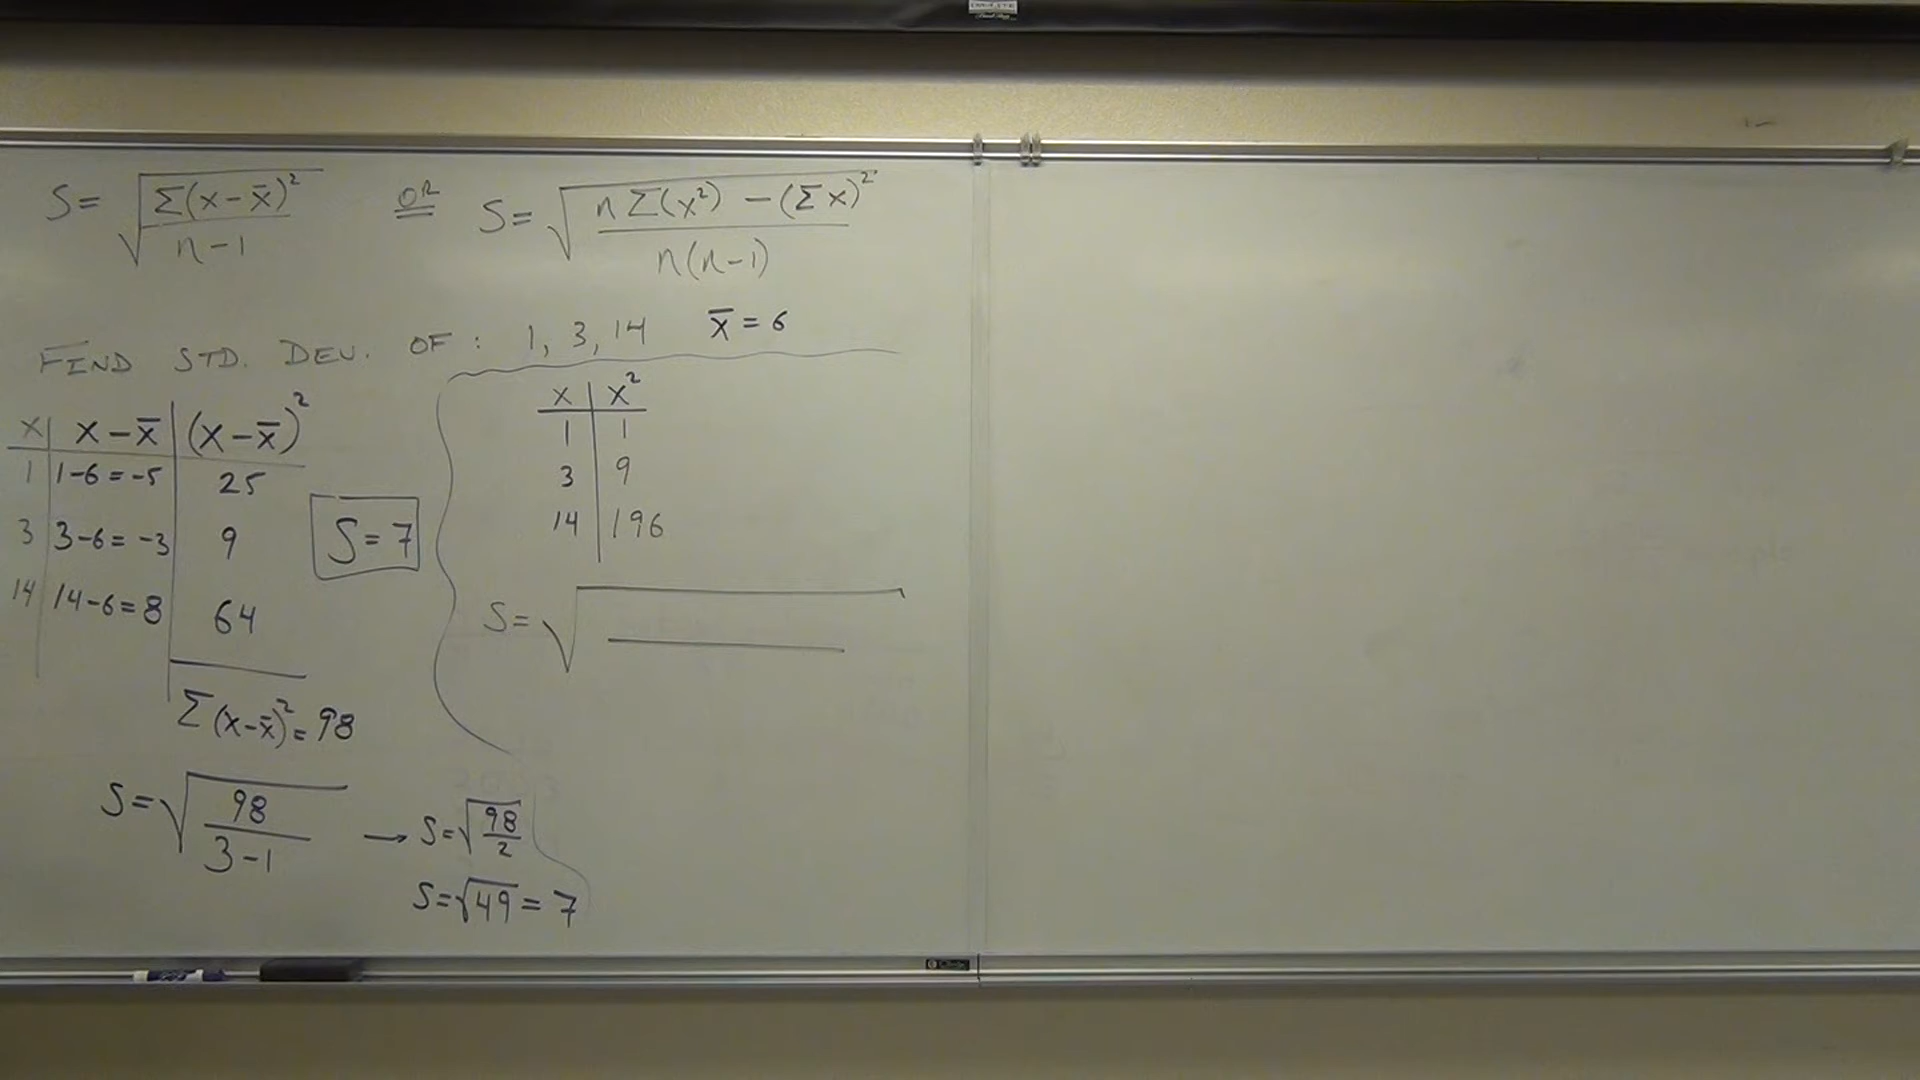 S = √(Σ(x-x̄)² / n-1) OR S = √(nΣ(x²) - (Σx)² / n(n-1))
FIND STD. DEV. OF : 1, 3, 14 x̄ = 6
x | x-x̄ | (x-x̄)²
1 | 1-6 = -5 | 25
3 | 3-6 = -3 | 9
14 | 14-6 = 8 | 64
Σ(x-x̄)² = 98
S = √(98 / 3-1) → S = √(98 / 2)
S = √49 = 7
S = 7
x | x²
1 | 1
3 | 9
14 | 196
S = √